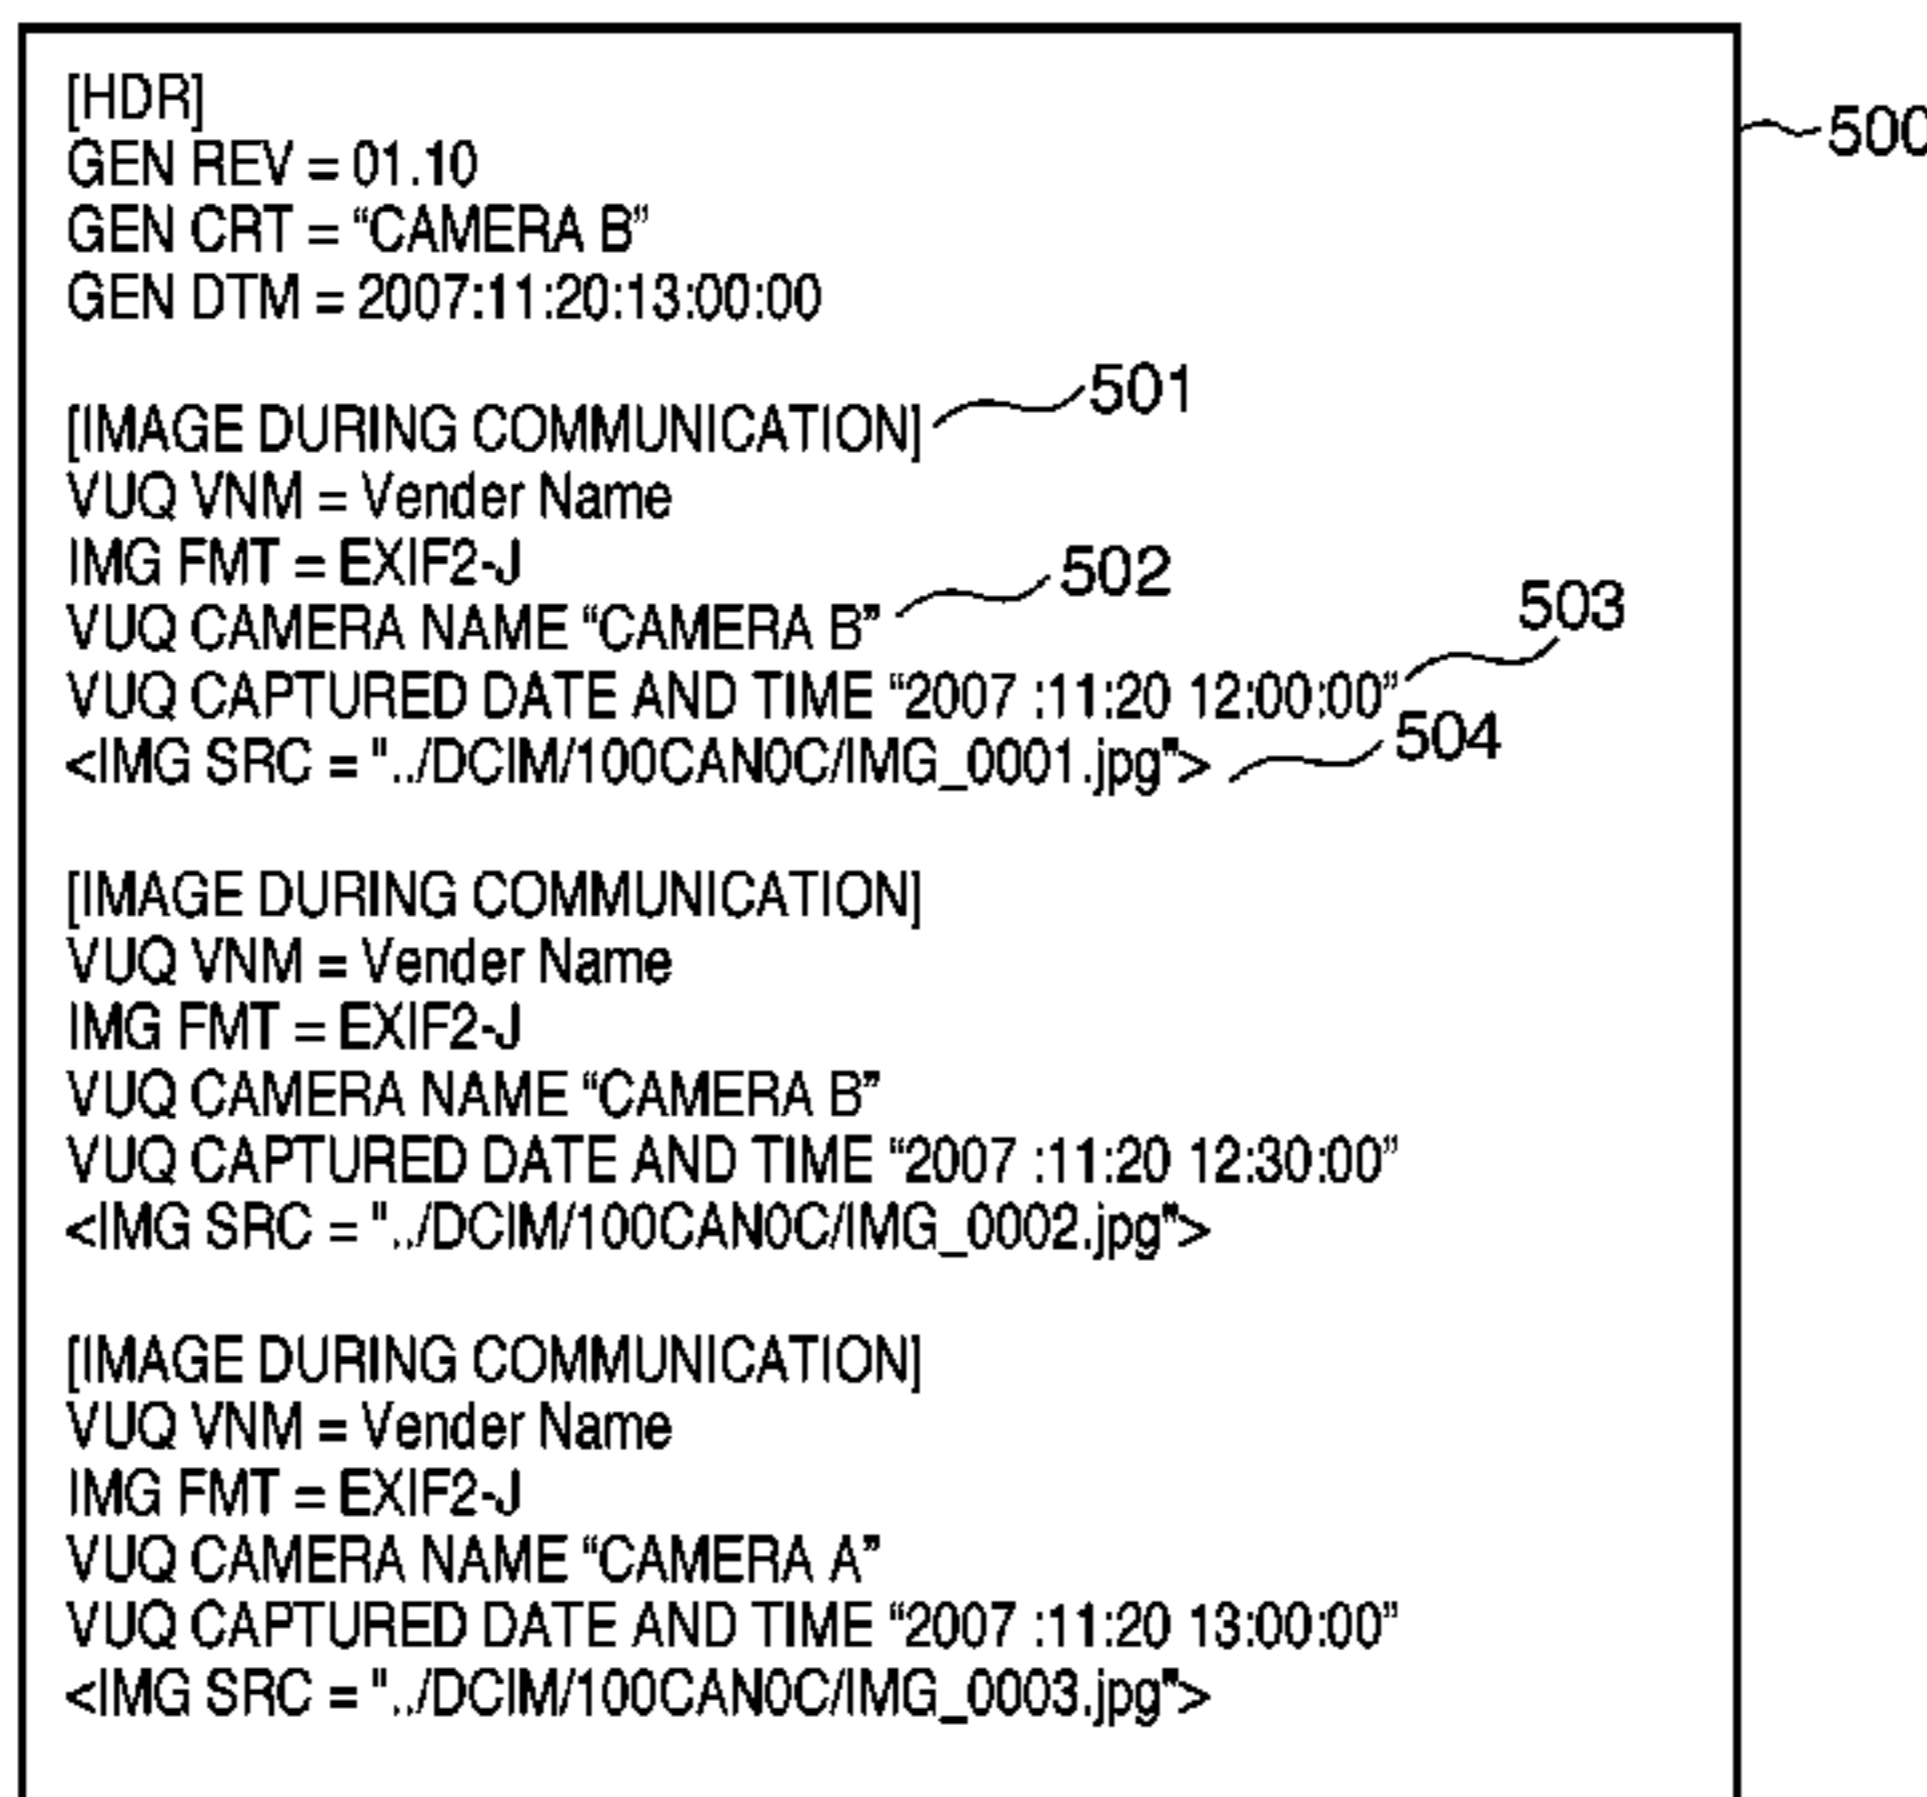 [HDR]
GEN REV = 01.10
GEN CRT = “CAMERA B”
GEN DTM = 2007:11:20:13:00:00
500
[IMAGE DURING COMMUNICATION]
501
VUQ VNM = Vender Name
IMG FMT = EXIF2-J
VUQ CAMERA NAME “CAMERA B”
502
VUQ CAPTURED DATE AND TIME “2007 :11:20 12:00:00”
503
<IMG SRC = "../DCIM/100CAN0C/IMG_0001.jpg">
504
[IMAGE DURING COMMUNICATION]
VUQ VNM = Vender Name
IMG FMT = EXIF2-J
VUQ CAMERA NAME “CAMERA B”
VUQ CAPTURED DATE AND TIME “2007 :11:20 12:30:00”
<IMG SRC = "../DCIM/100CAN0C/IMG_0002.jpg">
[IMAGE DURING COMMUNICATION]
VUQ VNM = Vender Name
IMG FMT = EXIF2-J
VUQ CAMERA NAME “CAMERA A”
VUQ CAPTURED DATE AND TIME “2007 :11:20 13:00:00”
<IMG SRC = "../DCIM/100CAN0C/IMG_0003.jpg">